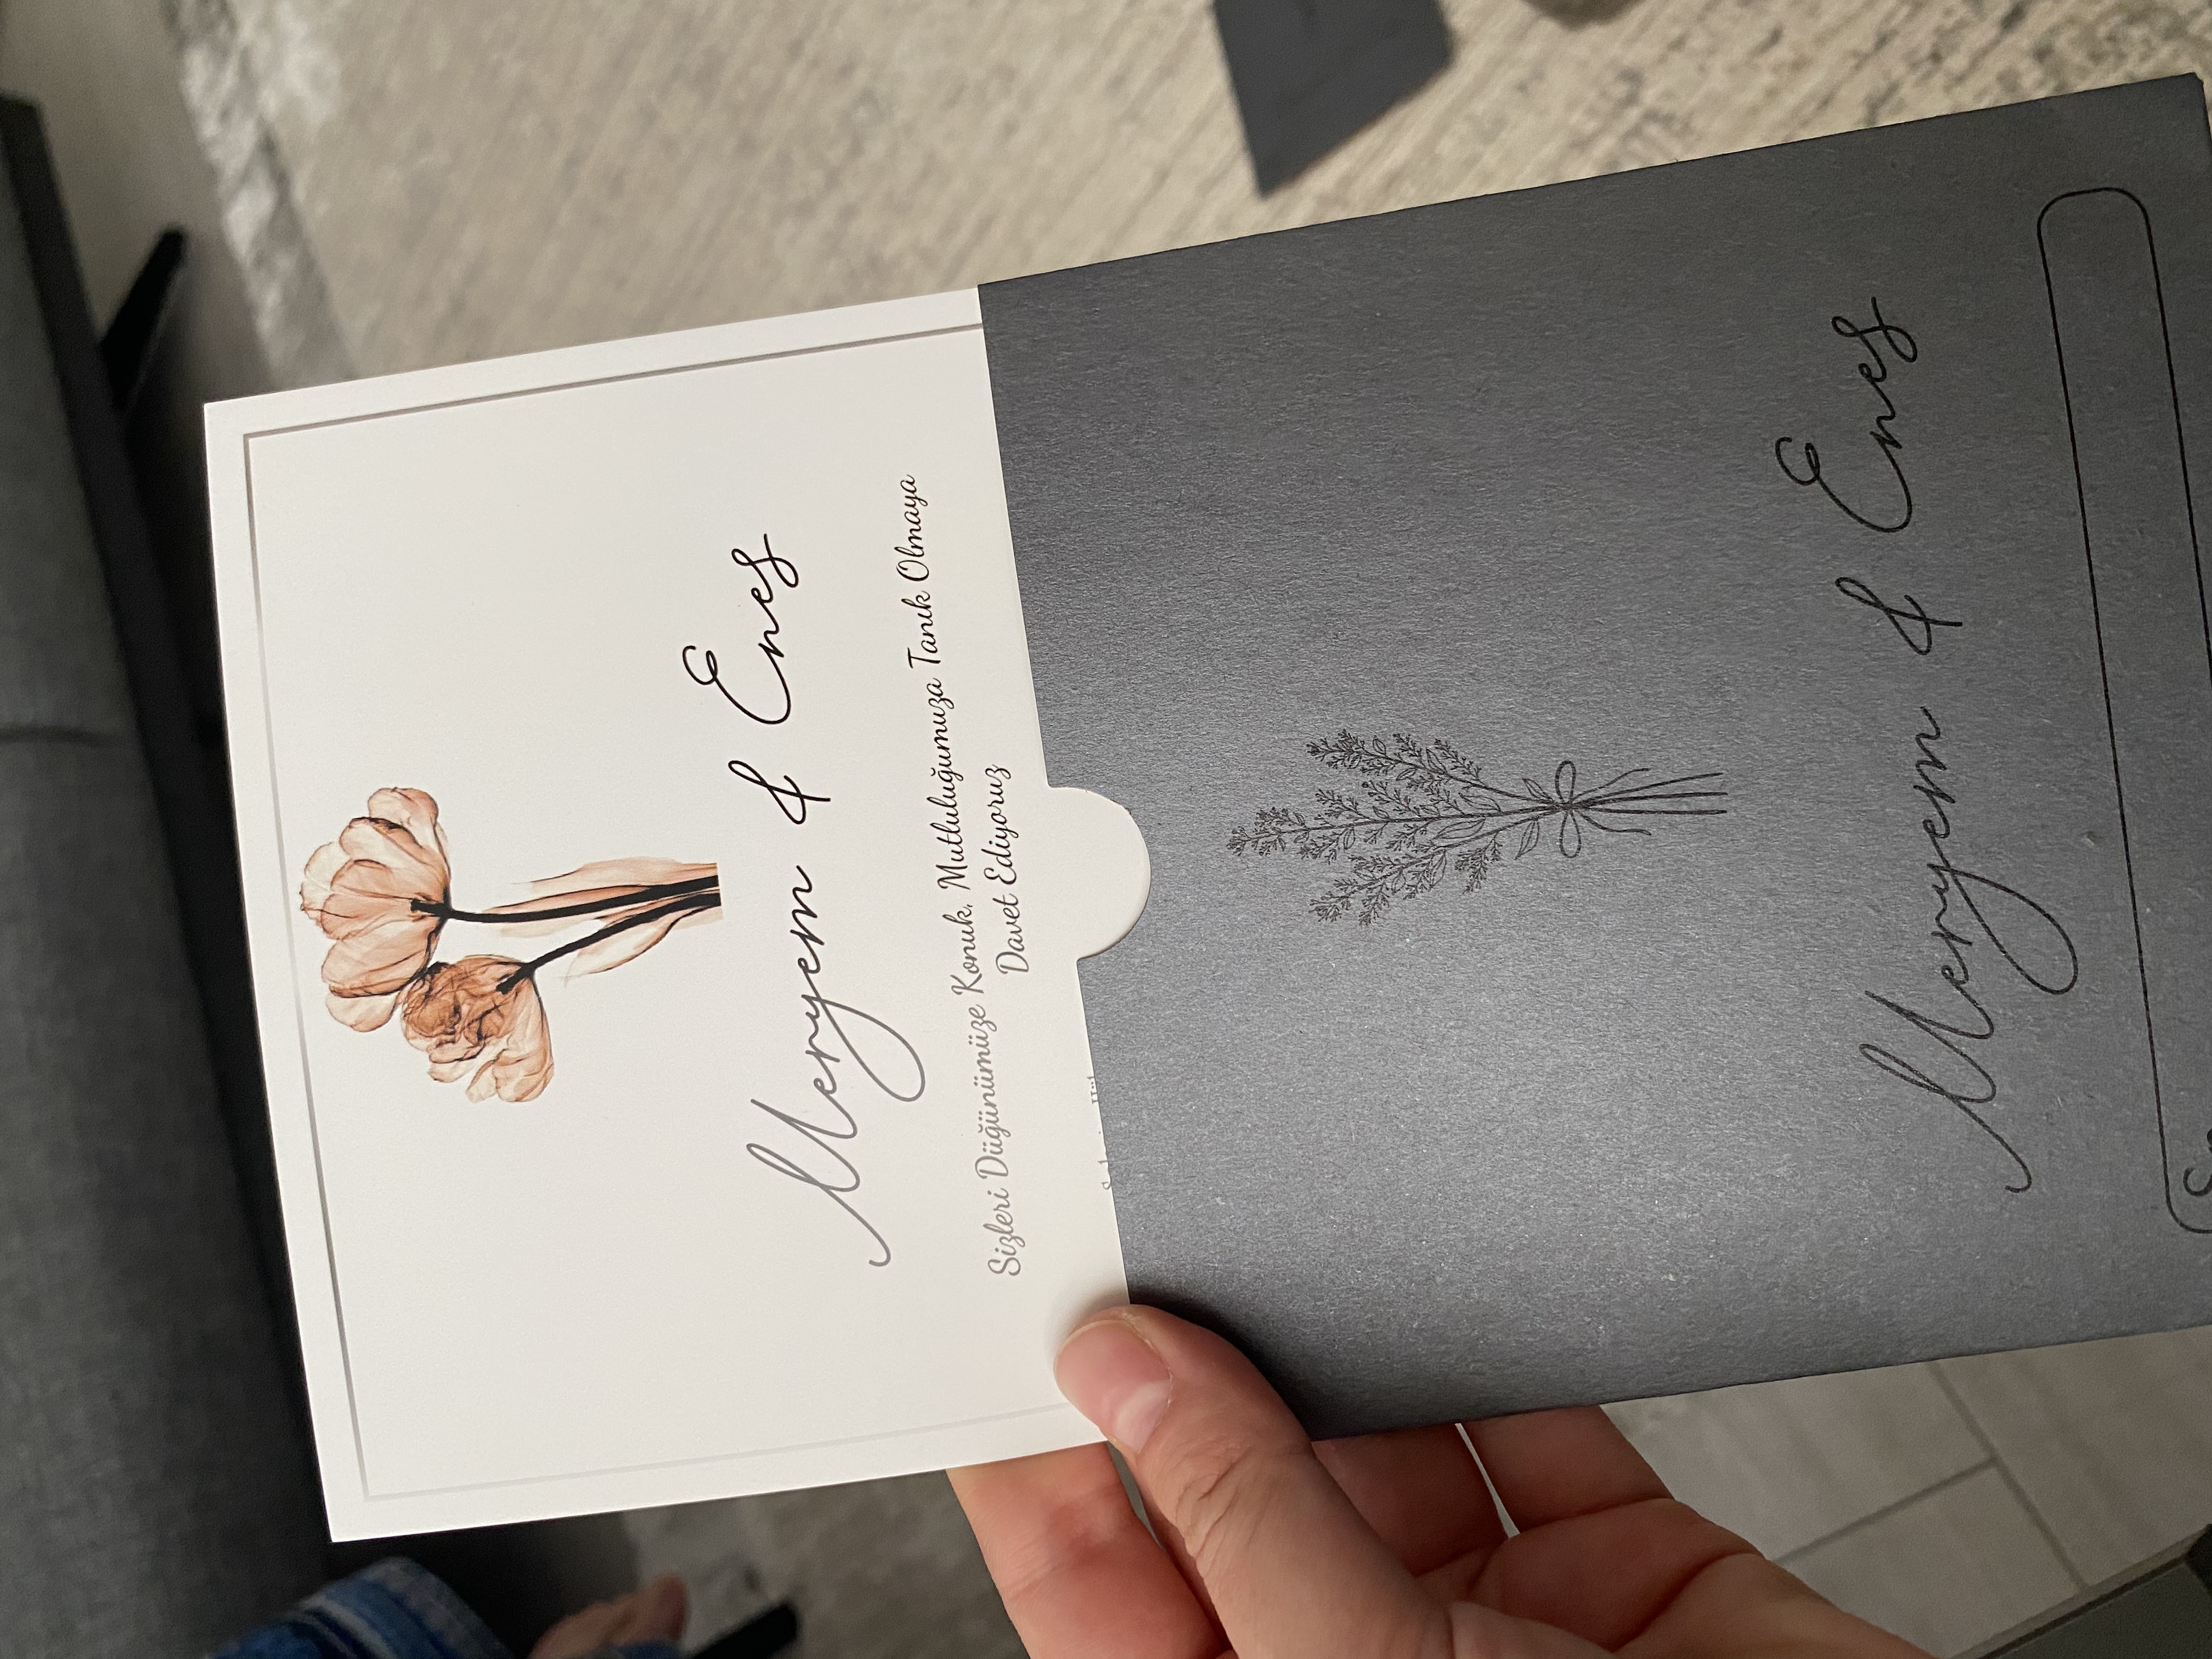 Meryem & Enes
Sizleri Düğünümüze Konuk, Mutluluğumuza Tanık Olmaya
Davet Ediyoruz
Meryem & Enes